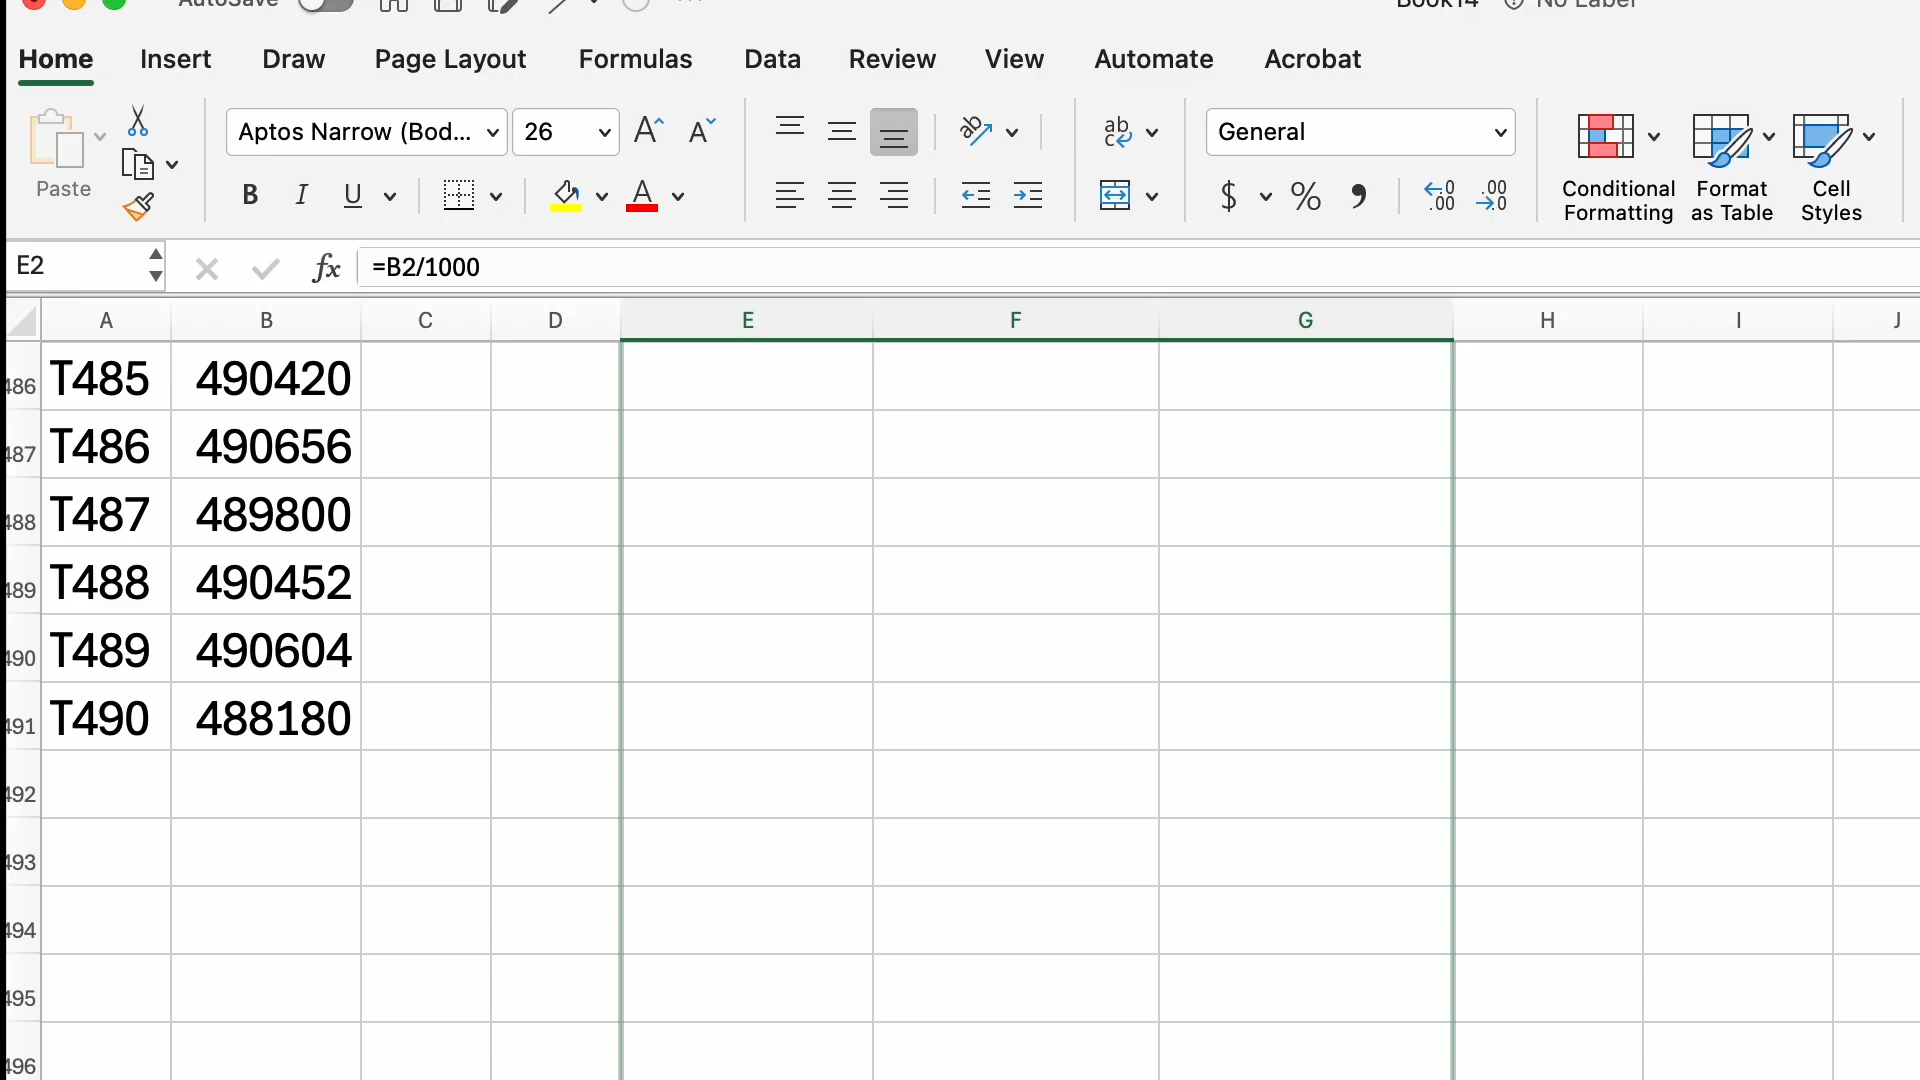 AutoSave Book14 No Label
Home Insert Draw Page Layout Formulas Data Review View Automate Acrobat
Paste
Aptos Narrow (Bod... 26
General
Conditional Formatting
Format as Table
Cell Styles
E2 fx =B2/1000
A B C D E F G H I J
486 T485 490420
487 T486 490656
488 T487 489800
489 T488 490452
490 T489 490604
491 T490 488180
492
493
494
495
496